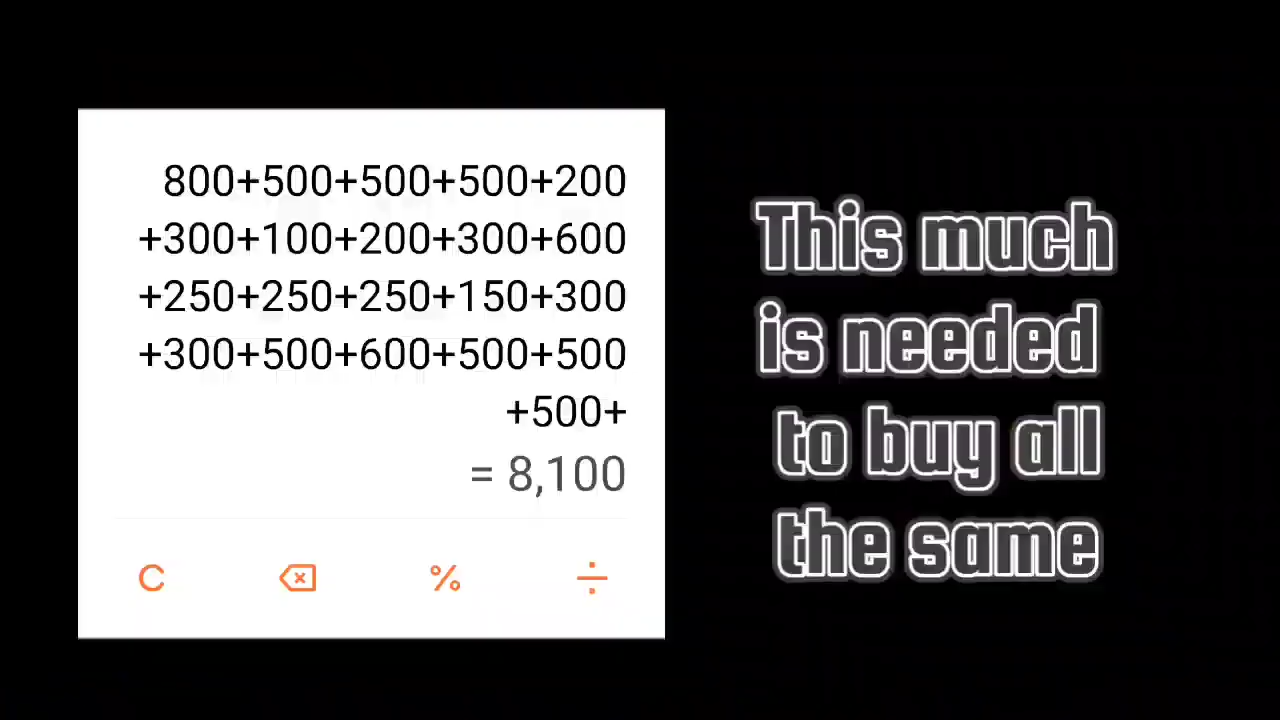 800+500+500+500+200
+300+100+200+300+600
+250+250+250+150+300
+300+500+600+500+500
+500+
= 8,100
C
%
÷
This much
is needed
to buy all
the same